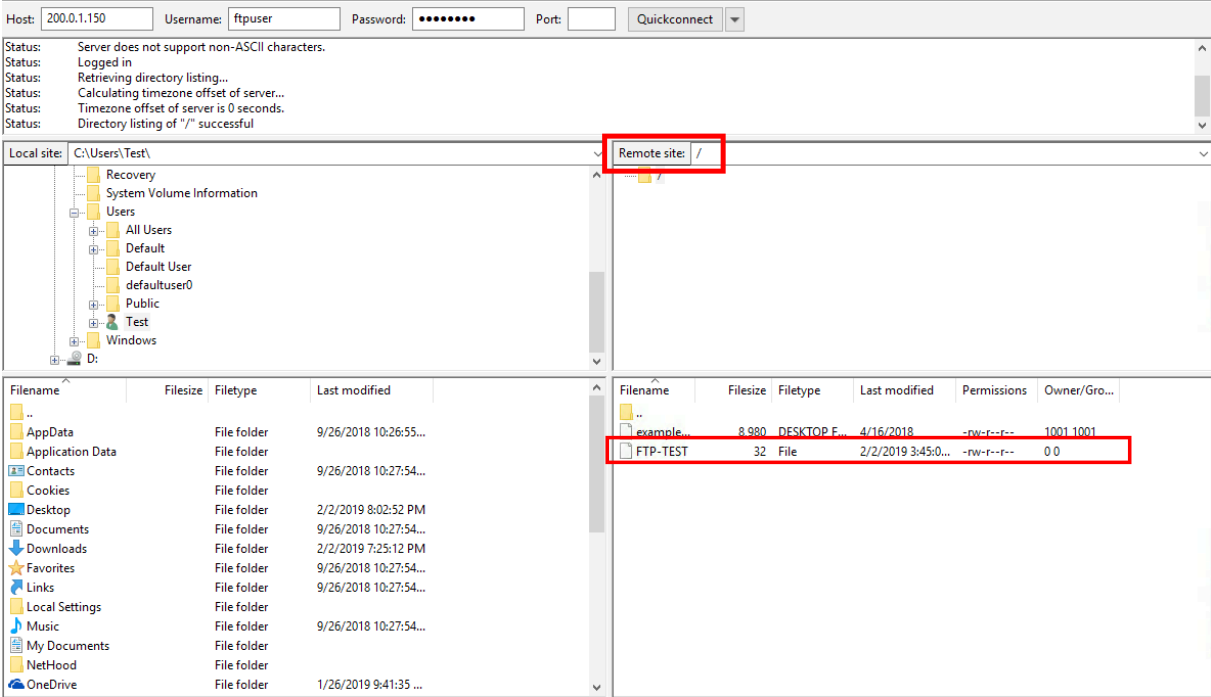 Host: 200.0.1.150 Username: ftpuser Password: •••••••• Port: Quickconnect
Status: Server does not support non-ASCII characters.
Status: Logged in
Status: Retrieving directory listing...
Status: Calculating timezone offset of server...
Status: Timezone offset of server is 0 seconds.
Status: Directory listing of "/" successful
Local site: C:\Users\Test\
Recovery
System Volume Information
Users
All Users
Default
Default User
defaultuser0
Public
Test
Windows
D:
Remote site: /
/
Filename Filesize Filetype Last modified
..
AppData File folder 9/26/2018 10:26:55...
Application Data File folder
Contacts File folder 9/26/2018 10:27:54...
Cookies File folder
Desktop File folder 2/2/2019 8:02:52 PM
Documents File folder 9/26/2018 10:27:54...
Downloads File folder 2/2/2019 7:25:12 PM
Favorites File folder 9/26/2018 10:27:54...
Links File folder 9/26/2018 10:27:54...
Local Settings File folder
Music File folder 9/26/2018 10:27:54...
My Documents File folder
NetHood File folder
OneDrive File folder 1/26/2019 9:41:35 ...
Filename Filesize Filetype Last modified Permissions Owner/Gro...
..
example... 8 980 DESKTOP F... 4/16/2018 -rw-r--r-- 1001 1001
FTP-TEST 32 File 2/2/2019 3:45:0... -rw-r--r-- 0 0